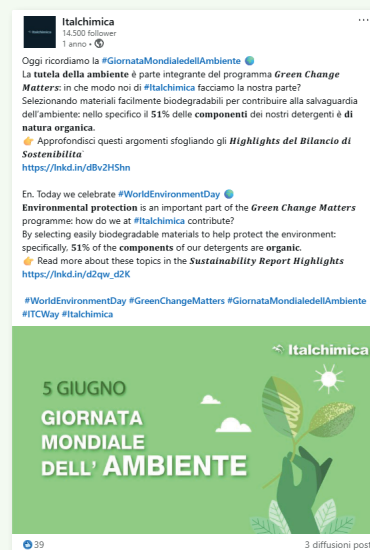 Italchimica
Italchimica
14.500 follower
1 anno •
...
Oggi ricordiamo la #GiornataMondialedellAmbiente
La tutela della ambiente è parte integrante del programma Green Change
Matters: in che modo noi di #Italchimica facciamo la nostra parte?
Selezionando materiali facilmente biodegradabili per contribuire alla salvaguardia
dell'ambiente: nello specifico il 51% delle componenti dei nostri detergenti è di
natura organica.
👉 Approfondisci questi argomenti sfogliando gli Highlights del Bilancio di
Sostenibilita`
https://lnkd.in/dBv2HShn
En. Today we celebrate #WorldEnvironmentDay
Environmental protection is an important part of the Green Change Matters
programme: how do we at #Italchimica contribute?
By selecting easily biodegradable materials to help protect the environment:
specifically, 51% of the components of our detergents are organic.
👉 Read more about these topics in the Sustainability Report Highlights
https://lnkd.in/d2qw_d2K
#WorldEnvironmentDay #GreenChangeMatters #GiornataMondialedellAmbiente
#ITCWay #Italchimica
Italchimica
5 GIUGNO
GIORNATA
MONDIALE
DELL' AMBIENTE
39
3 diffusioni post